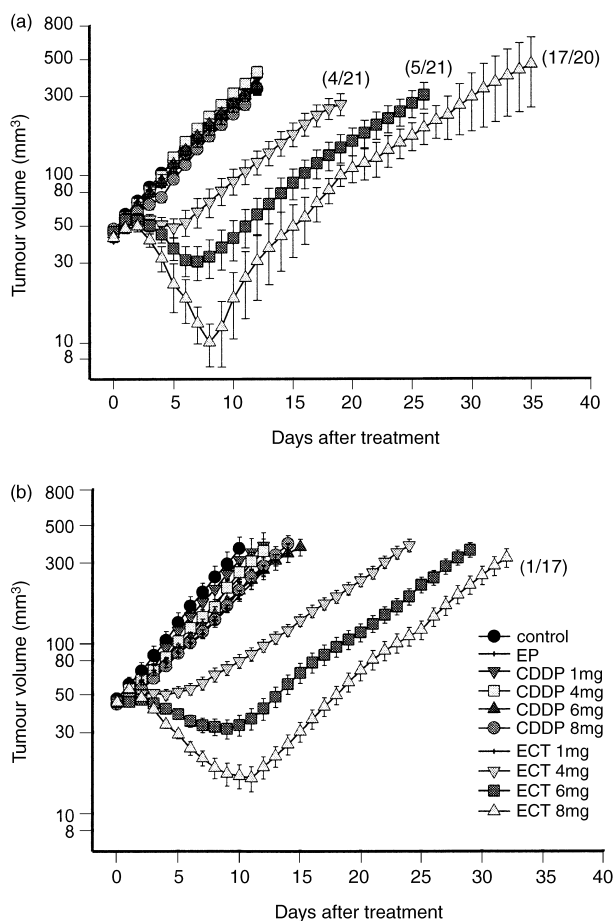 (a)
Tumour volume (mm³)
800
500
300
100
80
50
30
10
8
(4/21)
(5/21)
(17/20)
0 5 10 15 20 25 30 35 40
Days after treatment
(b)
Tumour volume (mm³)
800
500
300
100
80
50
30
10
8
(1/17)
control
EP
CDDP 1mg
CDDP 4mg
CDDP 6mg
CDDP 8mg
ECT 1mg
ECT 4mg
ECT 6mg
ECT 8mg
0 5 10 15 20 25 30 35 40
Days after treatment